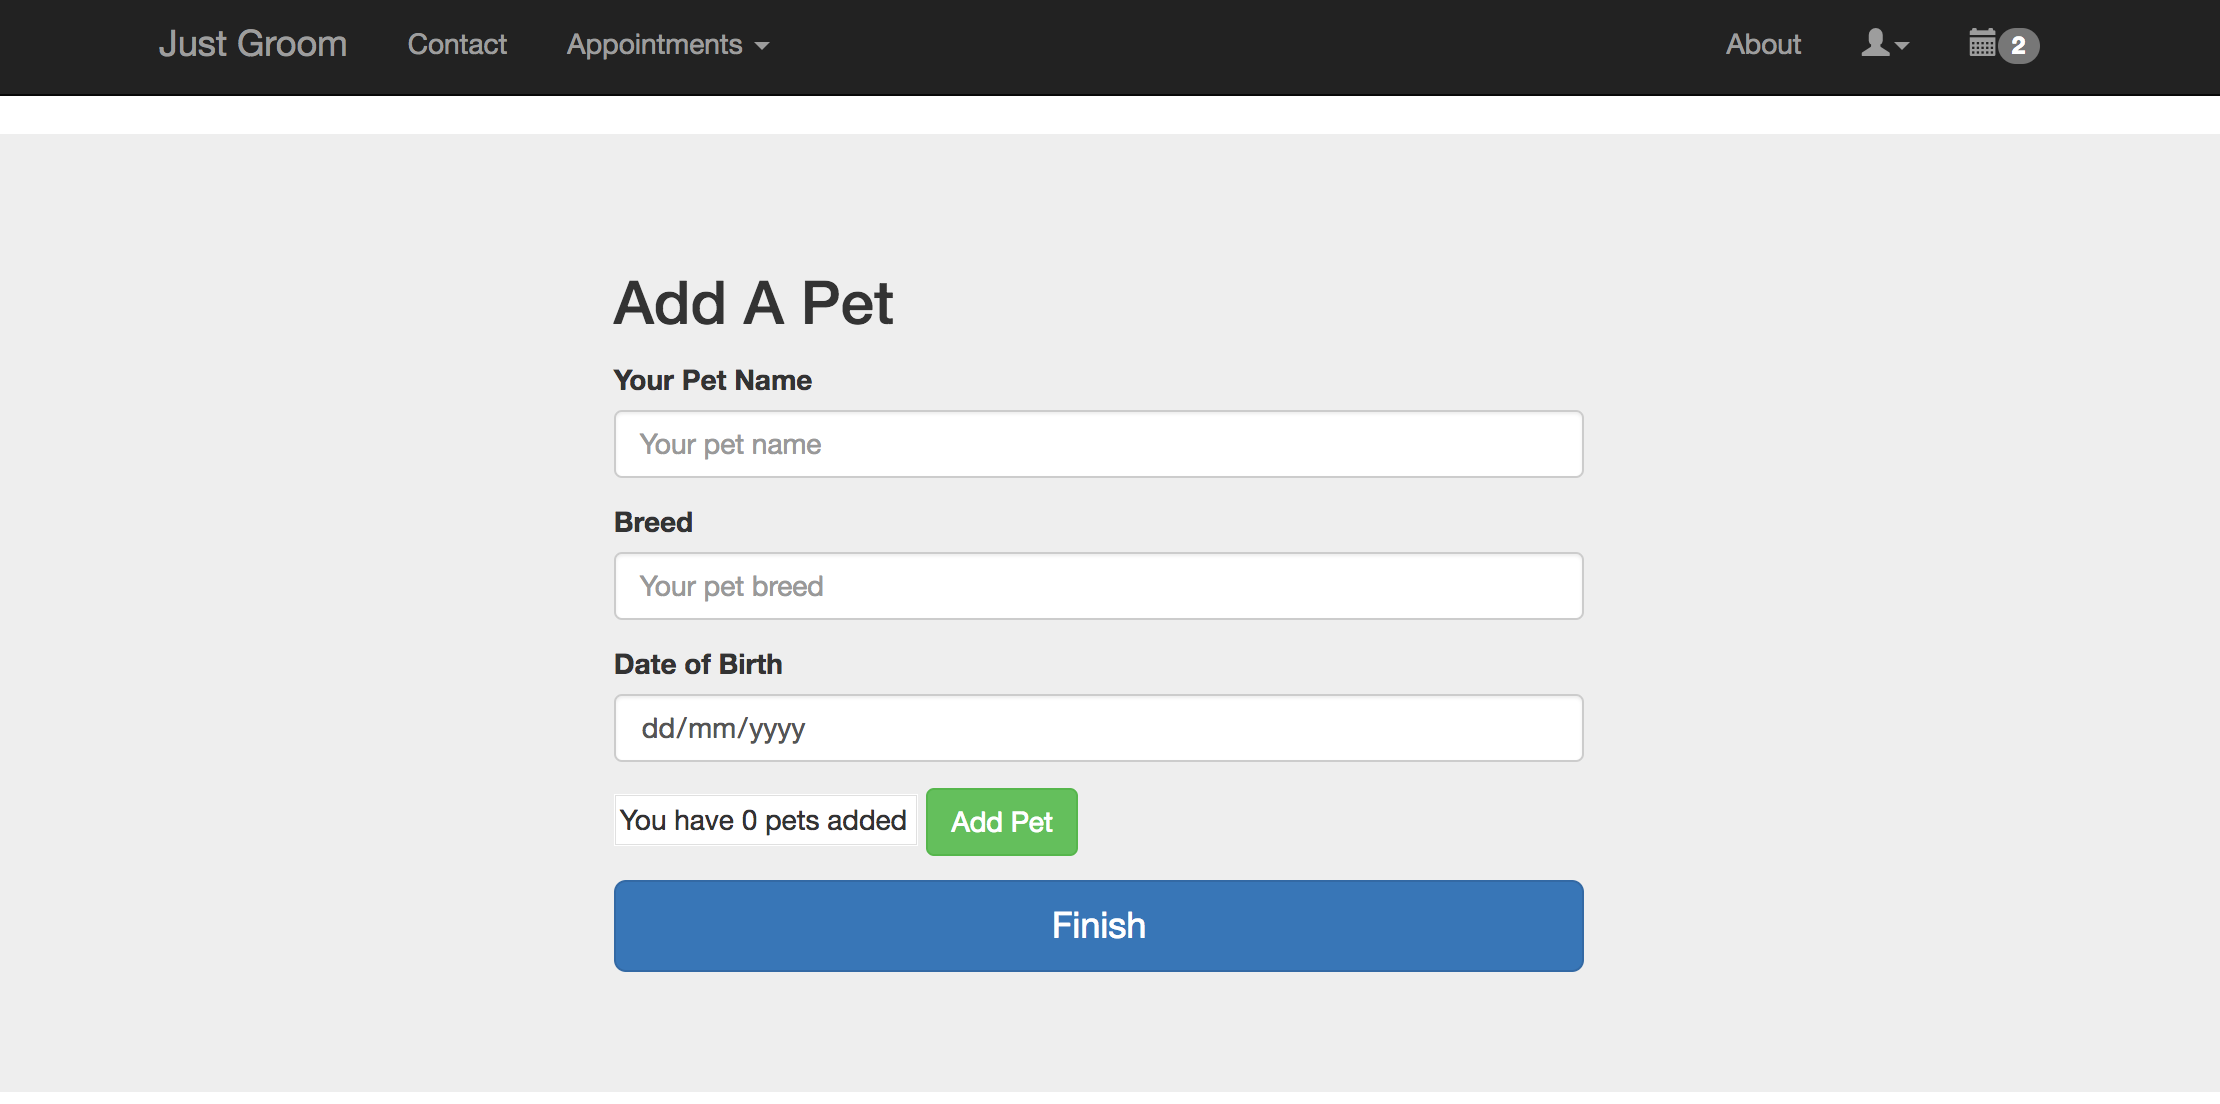 Just Groom Contact Appointments About 2
Add A Pet
Your Pet Name
Your pet name
Breed
Your pet breed
Date of Birth
dd/mm/yyyy
You have 0 pets added Add Pet
Finish